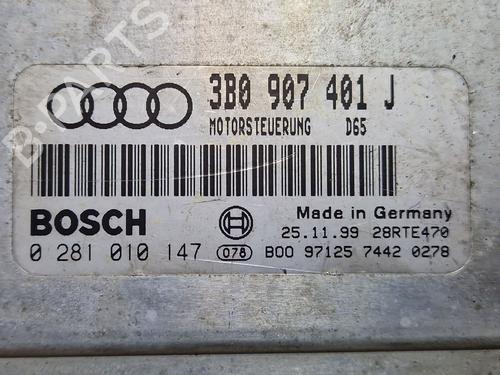 3B0 907 401 J
MOTORSTEUERUNG D65
BOSCH
Made in Germany
25.11.99 28RTE470
0 281 010 147 078 B00 97125 7442 0278
B-PARTS